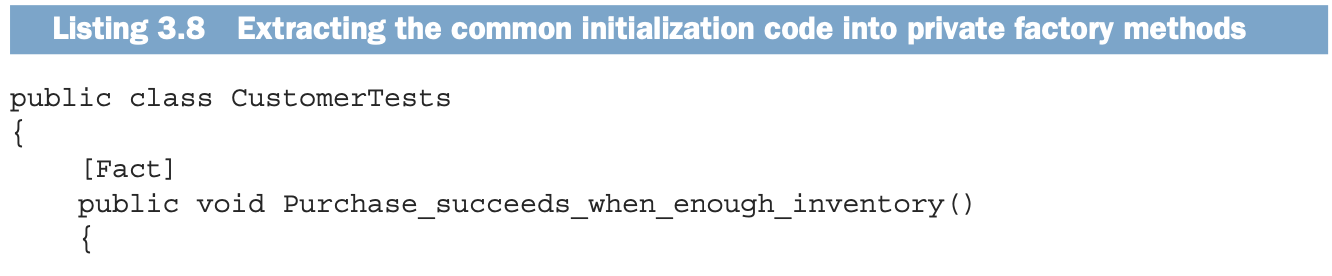 Listing 3.8 Extracting the common initialization code into private factory methods
public class CustomerTests
{
[Fact]
public void Purchase_succeeds_when_enough_inventory()
{